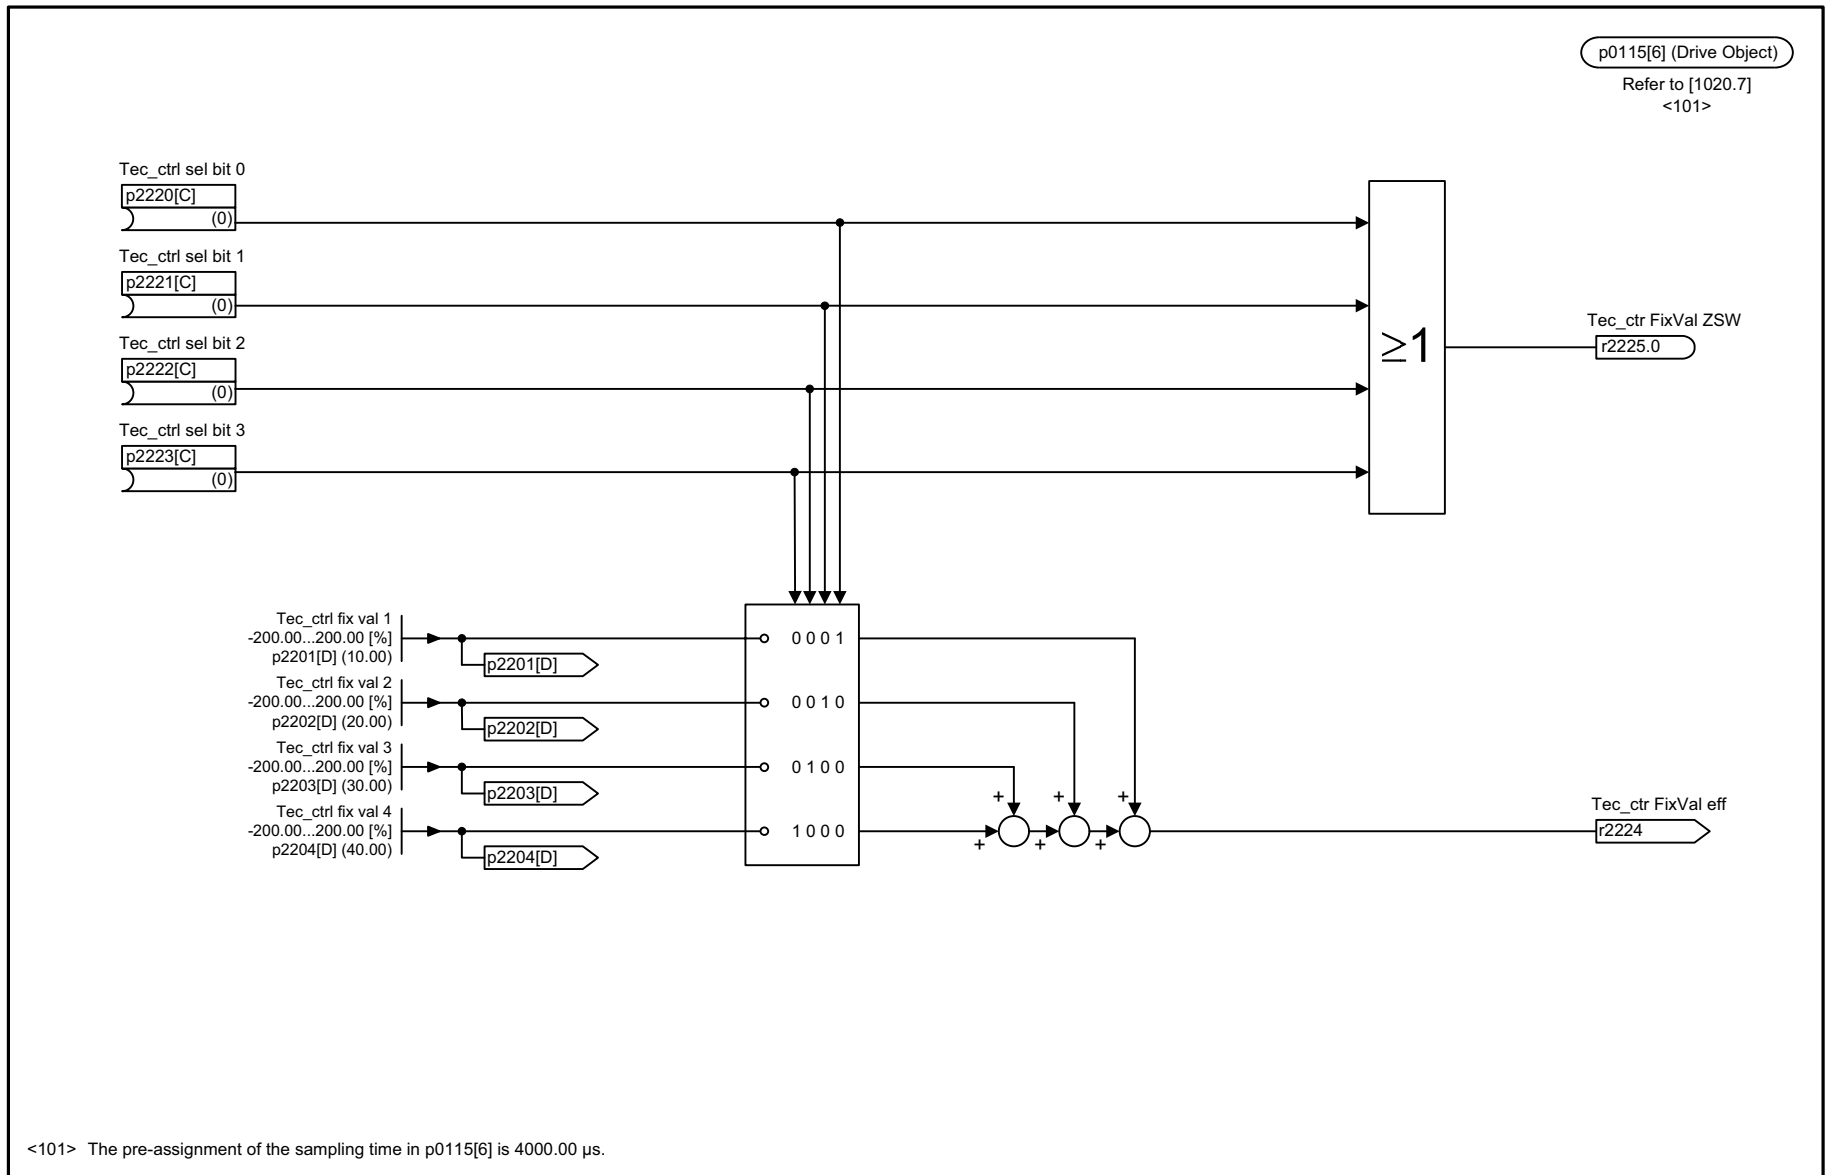 p0115[6] (Drive Object)
Refer to [1020.7]
<101>
Tec_ctrl sel bit 0
p2220[C]
(0)
Tec_ctrl sel bit 1
p2221[C]
(0)
Tec_ctrl sel bit 2
p2222[C]
(0)
Tec_ctrl sel bit 3
p2223[C]
(0)
≥1
Tec_ctr FixVal ZSW
r2225.0
Tec_ctrl fix val 1
-200.00...200.00 [%]
p2201[D] (10.00)
p2201[D]
0 0 0 1
Tec_ctrl fix val 2
-200.00...200.00 [%]
p2202[D] (20.00)
p2202[D]
0 0 1 0
Tec_ctrl fix val 3
-200.00...200.00 [%]
p2203[D] (30.00)
p2203[D]
0 1 0 0
Tec_ctrl fix val 4
-200.00...200.00 [%]
p2204[D] (40.00)
p2204[D]
1 0 0 0
+ + +
+ + +
Tec_ctr FixVal eff
r2224
<101> The pre-assignment of the sampling time in p0115[6] is 4000.00 µs.